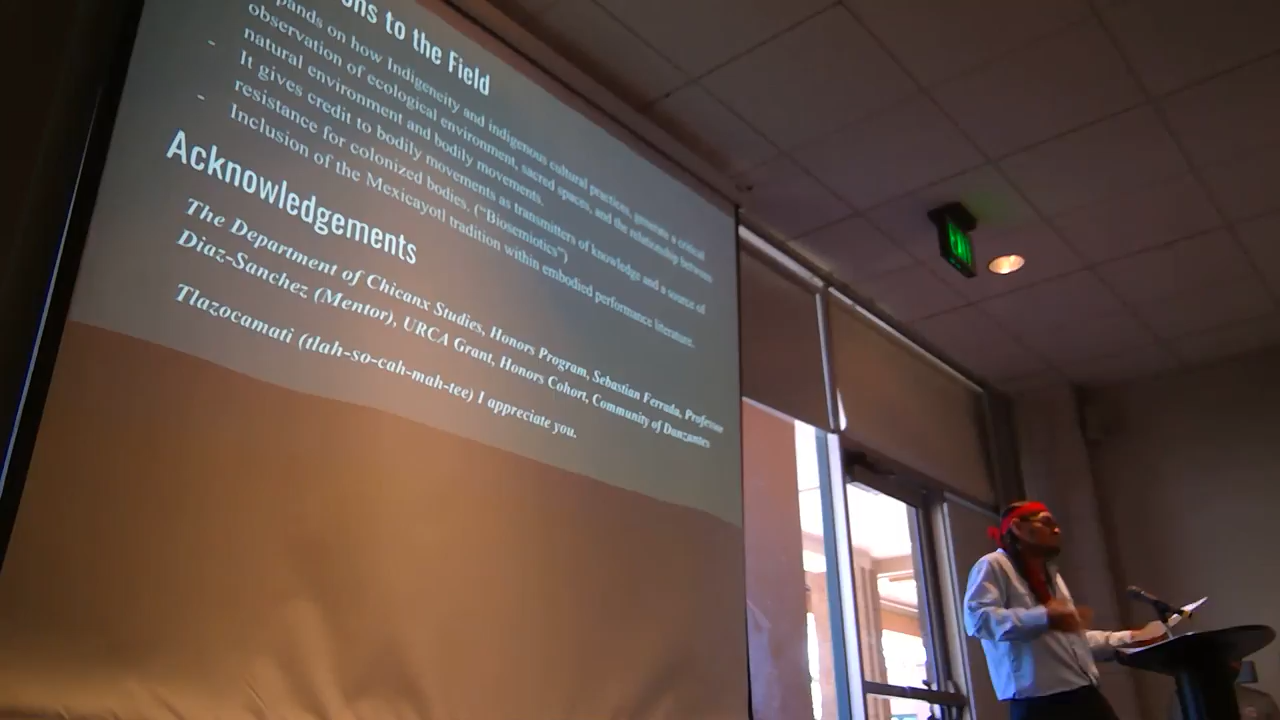 ons to the Field
pands on how Indigeneity and indigenous cultural practices, generate a critical
observation of ecological environment, sacred spaces, and the relationship between
natural environment and bodily movements.
- It gives credit to bodily movements as transmitters of knowledge and a source of
resistance for colonized bodies. ("Biosemiotics")
- Inclusion of the Mexicayotl tradition within embodied performance literature.
Acknowledgements
The Department of Chicanx Studies, Honors Program, Sebastian Ferrada, Professor
Diaz-Sanchez (Mentor), URCA Grant, Honors Cohort, Community of Danzantes
Tlazocamati (tlah-so-cah-mah-tee) I appreciate you.
EXIT